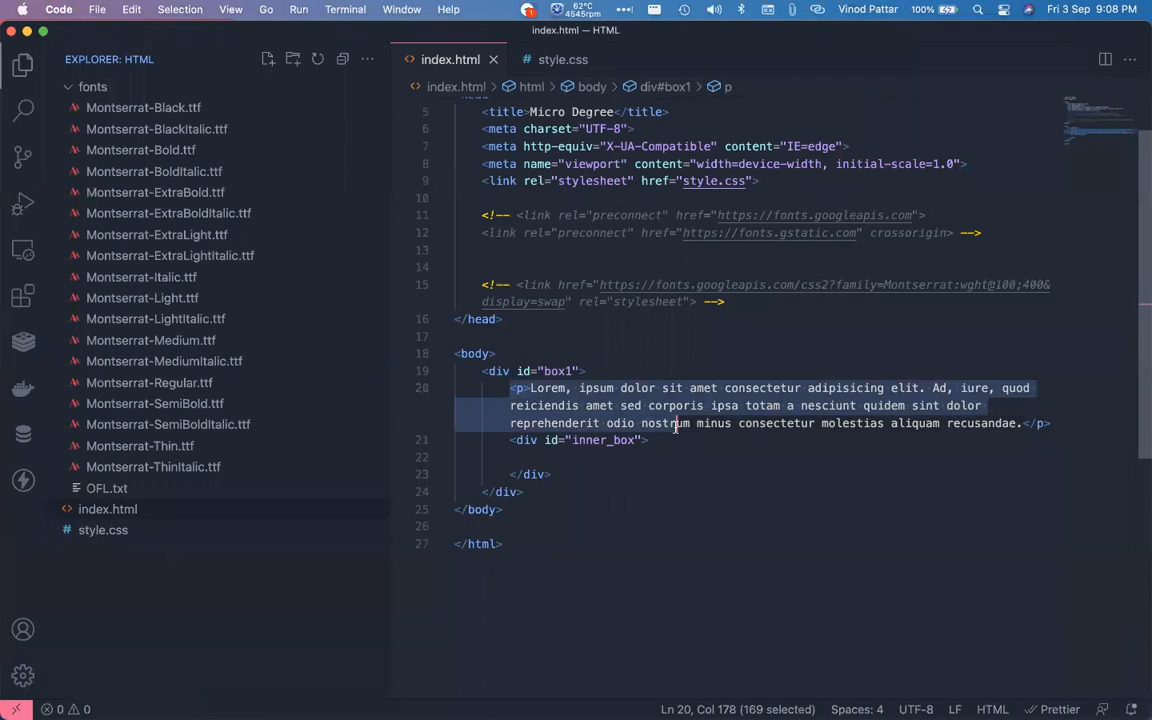 Code File Edit Selection View Go Run Terminal Window Help 1 62°C 4545rpm Vinod Pattar 100% Fri 3 Sep 9:08 PM
index.html — HTML
EXPLORER: HTML
index.html
style.css
index.html > html > body > div#box1 > p
fonts
Montserrat-Black.ttf
Montserrat-BlackItalic.ttf
Montserrat-Bold.ttf
Montserrat-BoldItalic.ttf
Montserrat-ExtraBold.ttf
Montserrat-ExtraBoldItalic.ttf
Montserrat-ExtraLight.ttf
Montserrat-ExtraLightItalic.ttf
Montserrat-Italic.ttf
Montserrat-Light.ttf
Montserrat-LightItalic.ttf
Montserrat-Medium.ttf
Montserrat-MediumItalic.ttf
Montserrat-Regular.ttf
Montserrat-SemiBold.ttf
Montserrat-SemiBoldItalic.ttf
Montserrat-Thin.ttf
Montserrat-ThinItalic.ttf
OFL.txt
index.html
style.css
5 <title>Micro Degree</title>
6 <meta charset="UTF-8">
7 <meta http-equiv="X-UA-Compatible" content="IE=edge">
8 <meta name="viewport" content="width=device-width, initial-scale=1.0">
9 <link rel="stylesheet" href="style.css">
10
11 <!-- <link rel="preconnect" href="https://fonts.googleapis.com">
12 <link rel="preconnect" href="https://fonts.gstatic.com" crossorigin> -->
13
14
15 <!-- <link href="https://fonts.googleapis.com/css2?family=Montserrat:wght@100;400&
display=swap" rel="stylesheet"> -->
16 </head>
17
18 <body>
19 <div id="box1">
20 <p>Lorem, ipsum dolor sit amet consectetur adipisicing elit. Ad, iure, quod
reiciendis amet sed corporis ipsa totam a nesciunt quidem sint dolor
reprehenderit odio nostrum minus consectetur molestias aliquam recusandae.</p>
21 <div id="inner_box">
22
23 </div>
24 </div>
25 </body>
26
27 </html>
0 0 Ln 20, Col 178 (169 selected) Spaces: 4 UTF-8 LF HTML Prettier